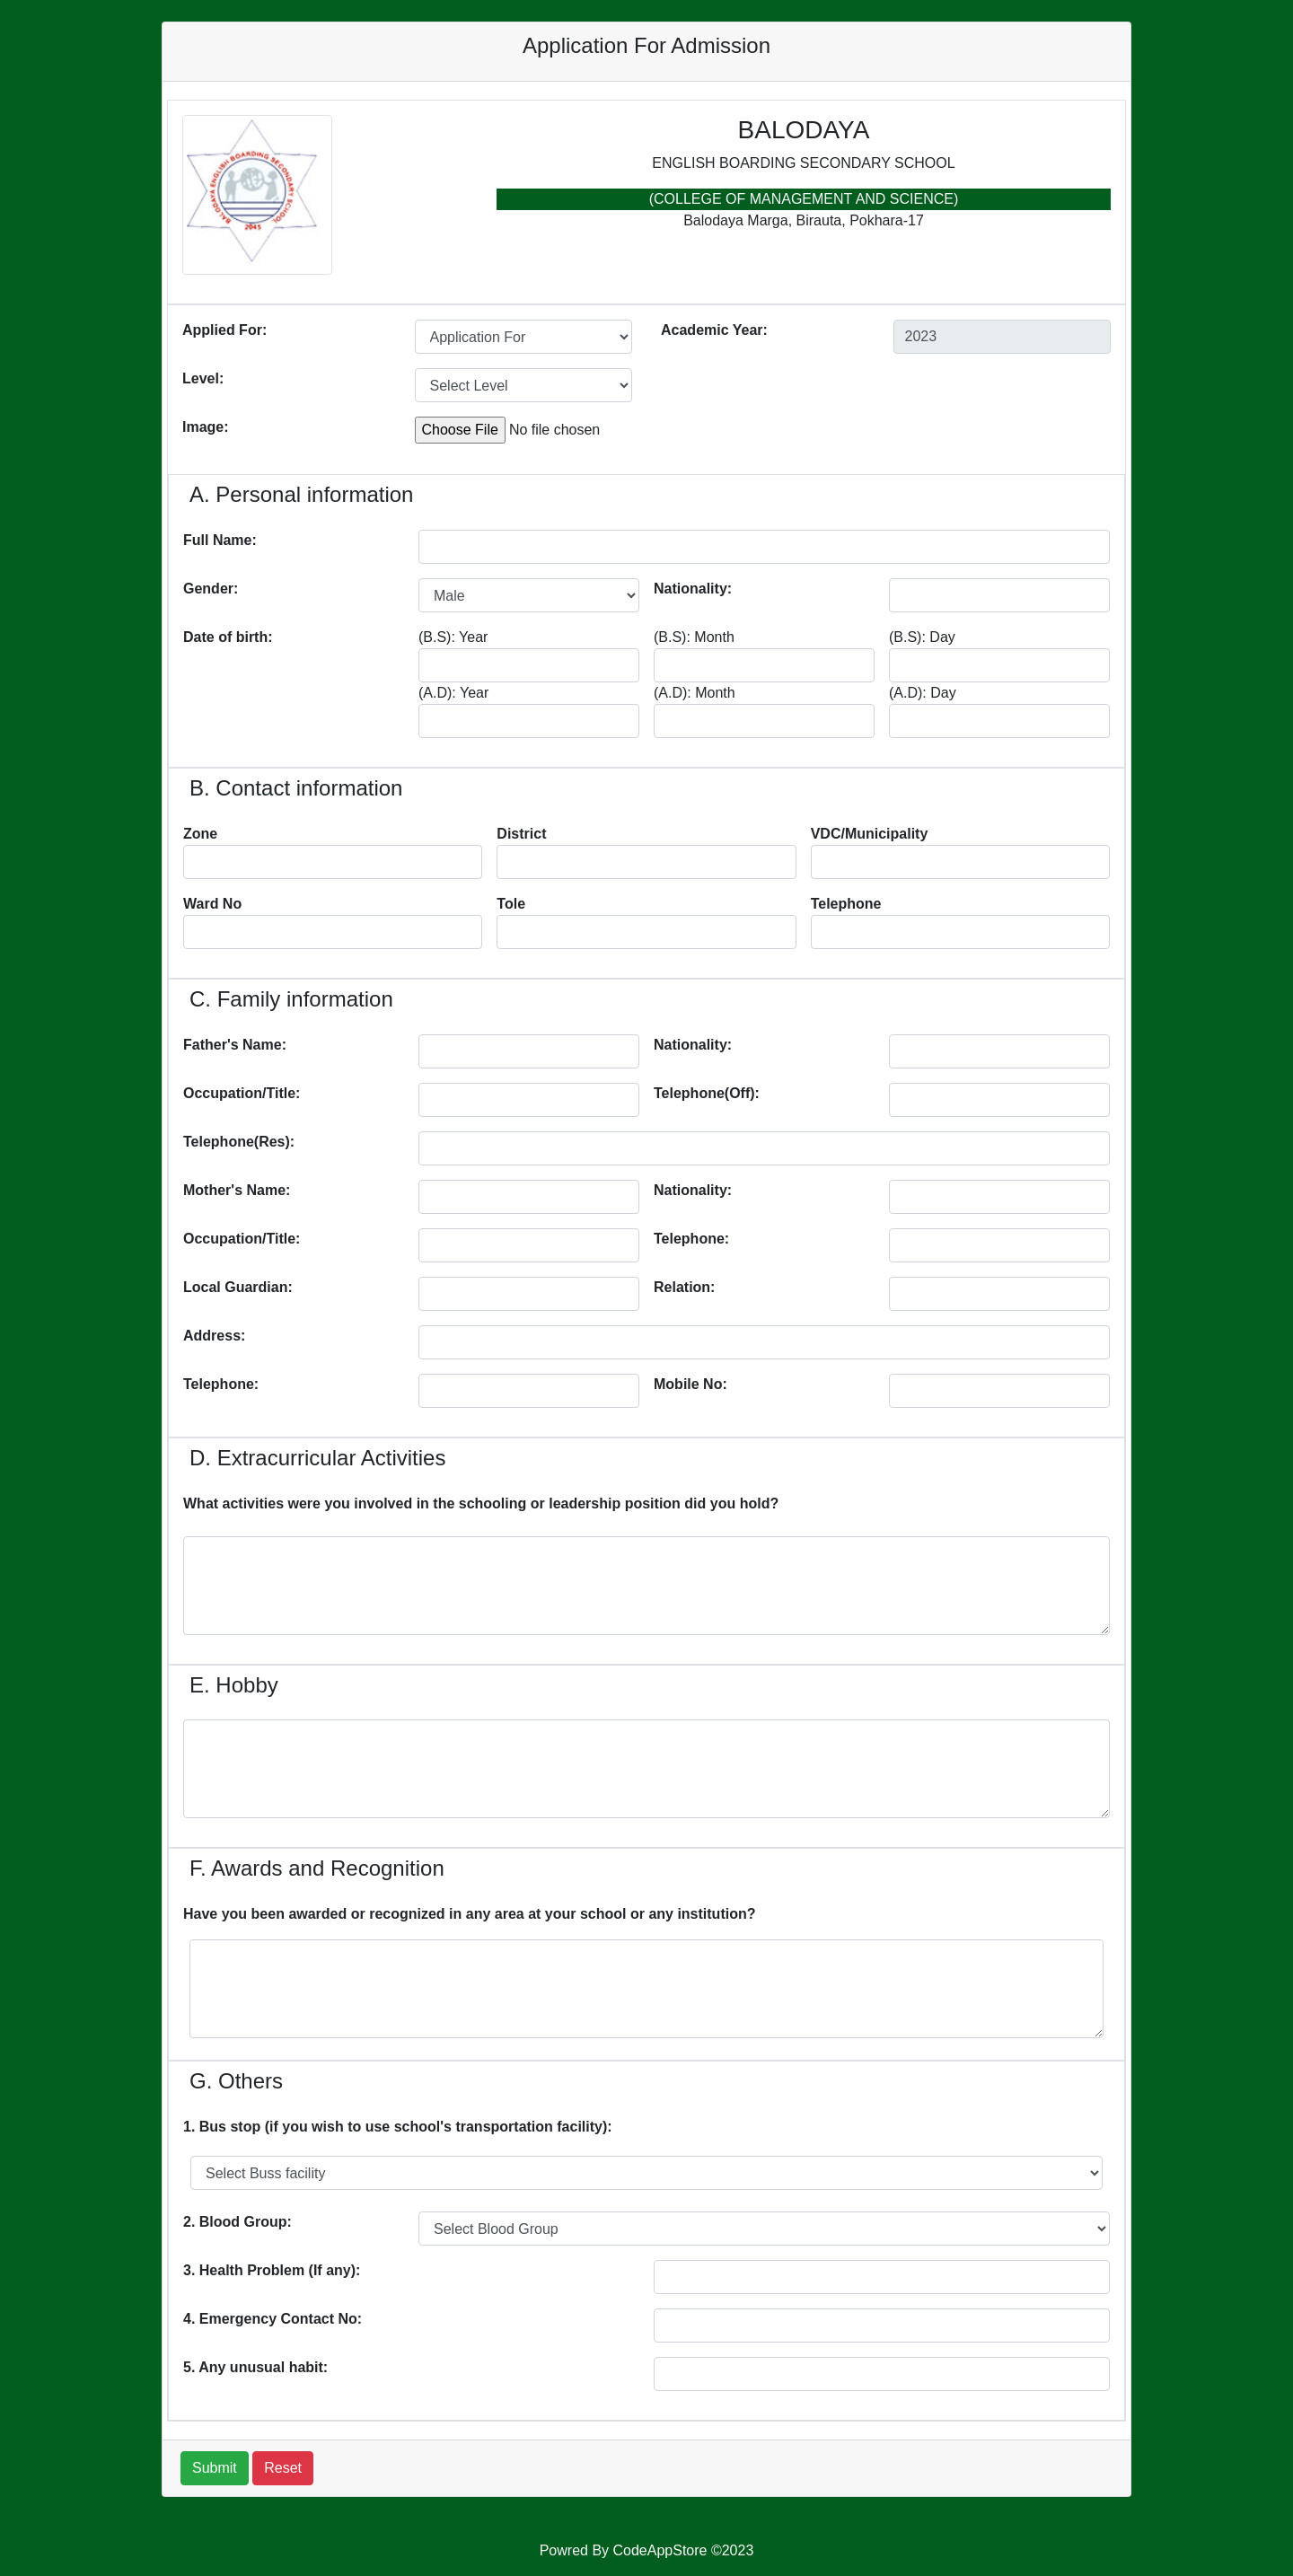 Application For Admission
BALODAYA ENGLISH BOARDING SECONDARY SCHOOL
2045
BALODAYA
ENGLISH BOARDING SECONDARY SCHOOL
(COLLEGE OF MANAGEMENT AND SCIENCE)
Balodaya Marga, Birauta, Pokhara-17
Applied For: Application For Academic Year: 2023
Level: Select Level
Image: Choose File No file chosen
A. Personal information
Full Name:
Gender: Male Nationality:
Date of birth: (B.S): Year (B.S): Month (B.S): Day
(A.D): Year (A.D): Month (A.D): Day
B. Contact information
Zone District VDC/Municipality
Ward No Tole Telephone
C. Family information
Father's Name: Nationality:
Occupation/Title: Telephone(Off):
Telephone(Res):
Mother's Name: Nationality:
Occupation/Title: Telephone:
Local Guardian: Relation:
Address:
Telephone: Mobile No:
D. Extracurricular Activities
What activities were you involved in the schooling or leadership position did you hold?
E. Hobby
F. Awards and Recognition
Have you been awarded or recognized in any area at your school or any institution?
G. Others
1. Bus stop (if you wish to use school's transportation facility):
Select Buss facility
2. Blood Group: Select Blood Group
3. Health Problem (If any):
4. Emergency Contact No:
5. Any unusual habit:
Submit Reset
Powred By CodeAppStore ©2023